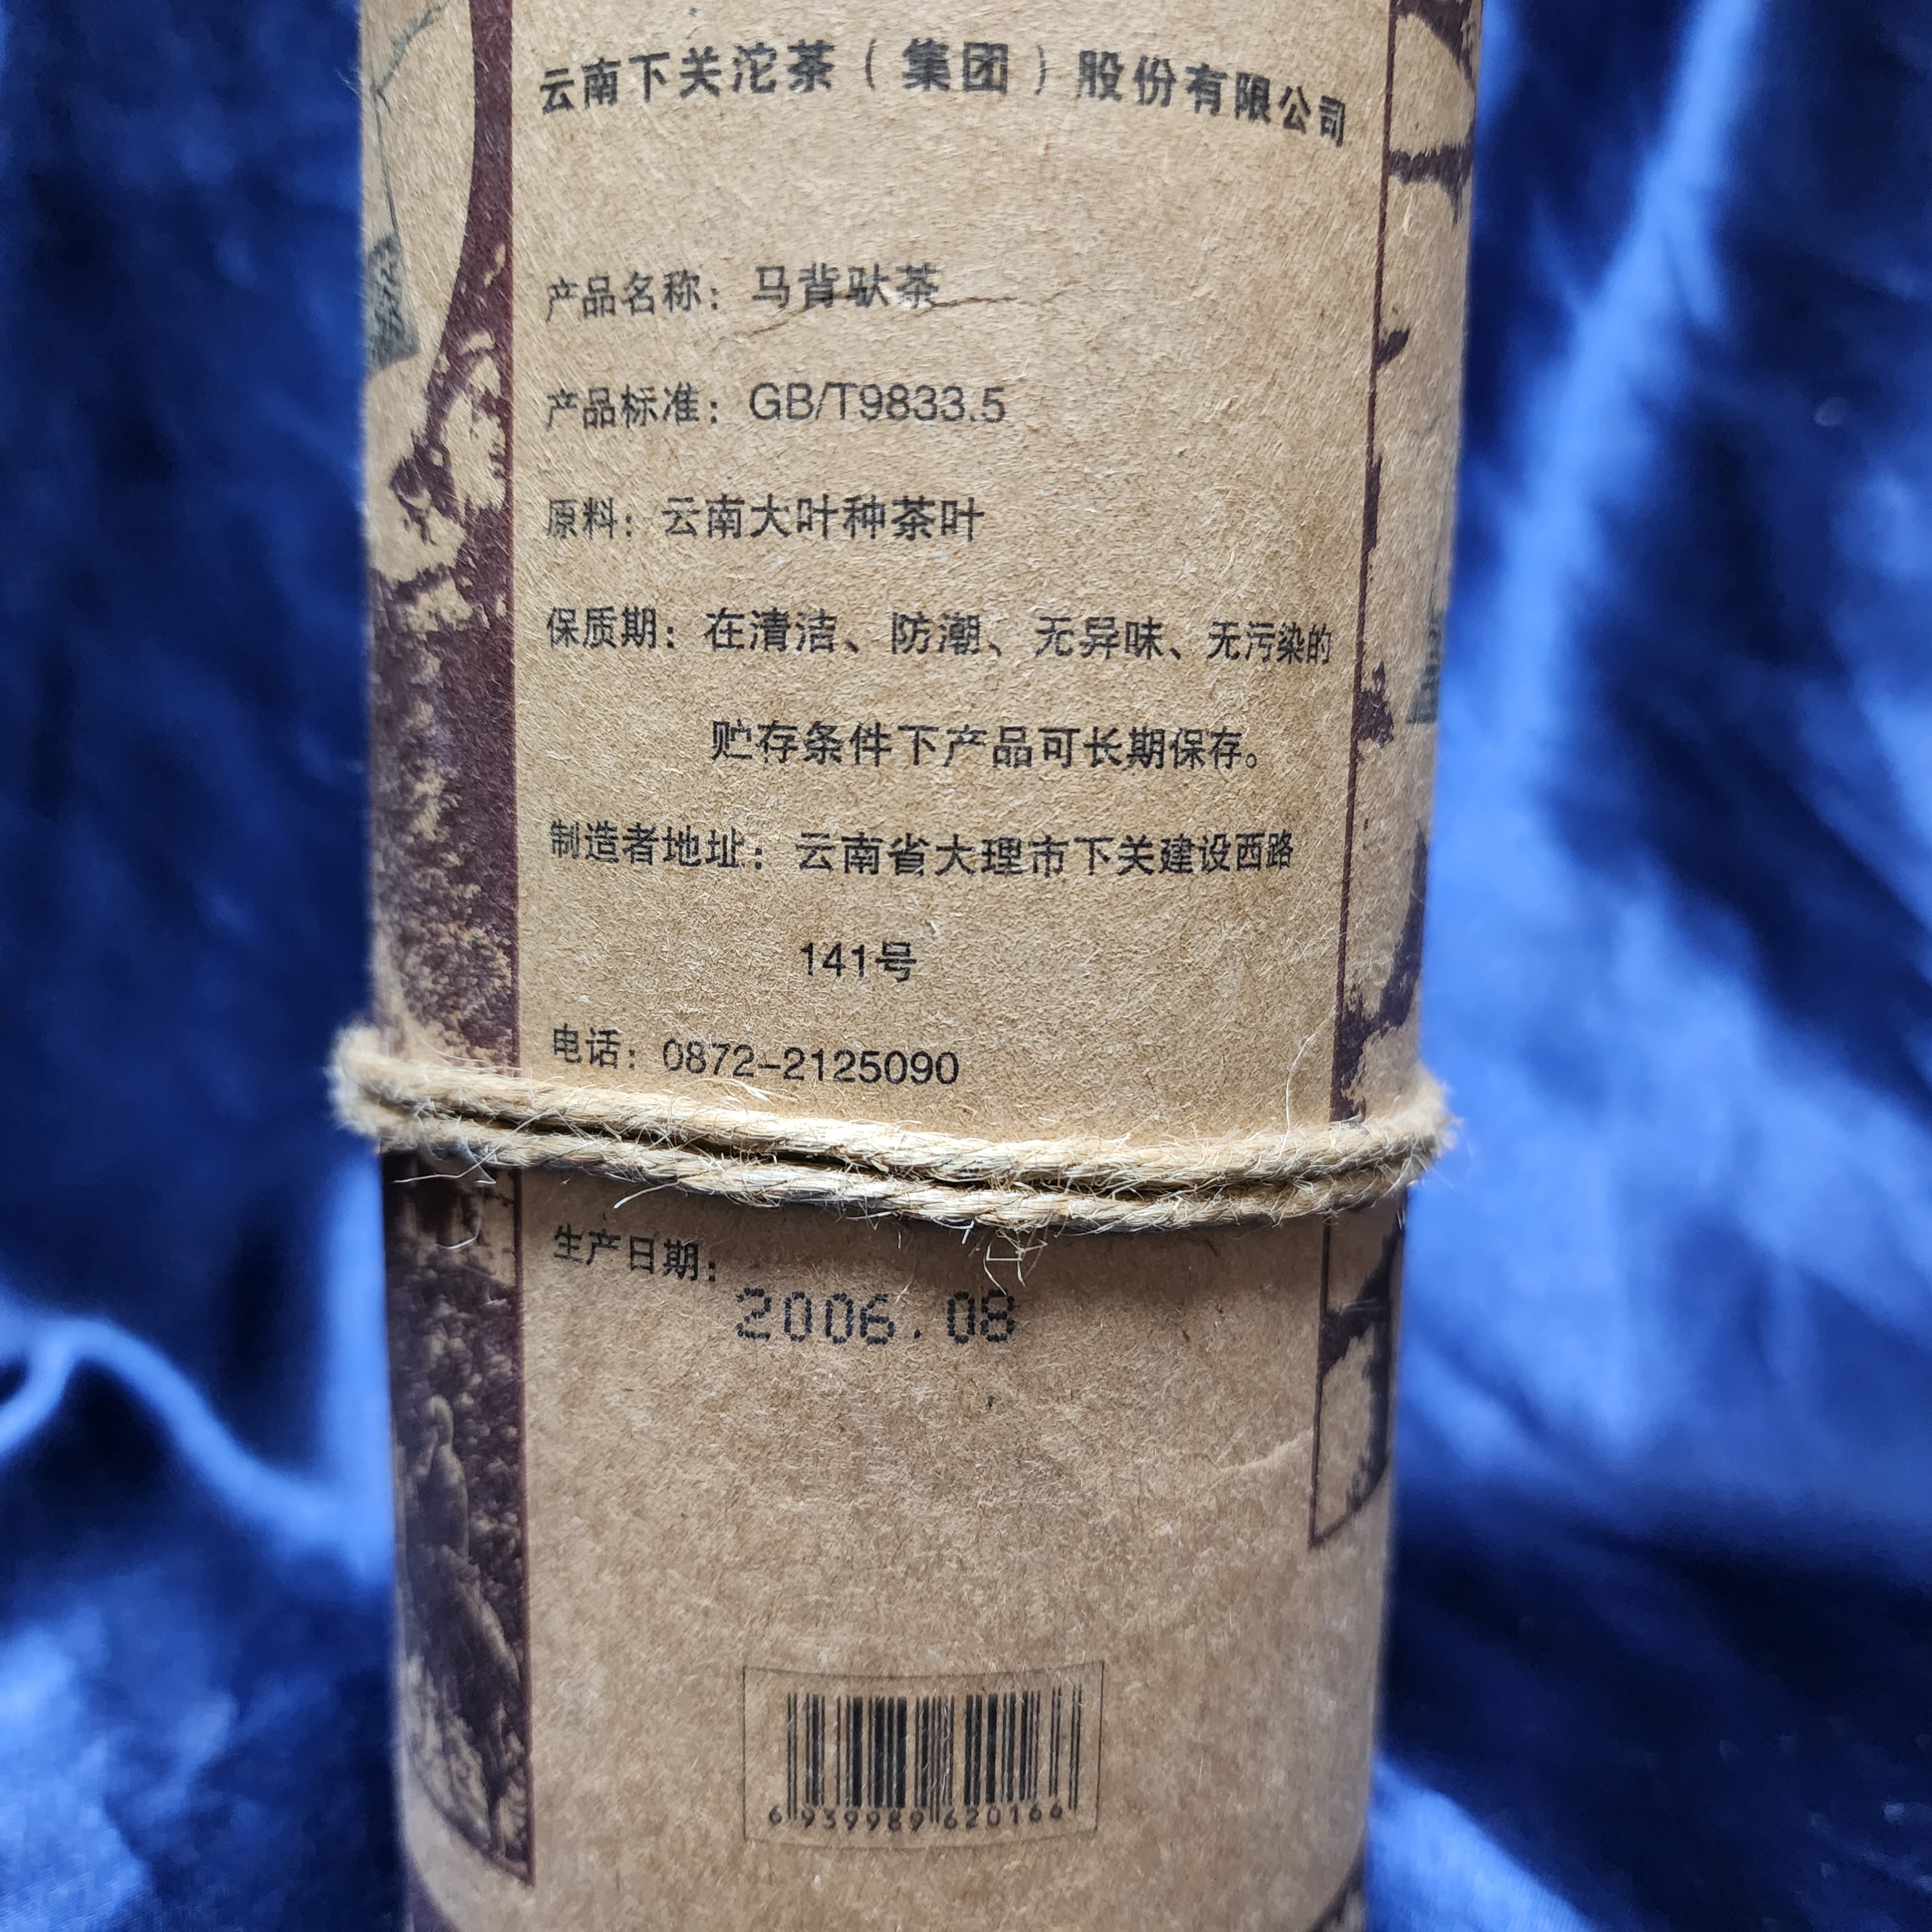 云南下关沱茶（集团）股份有限公司
产品名称：马背驮茶
产品标准：GB/T9833.5
原料：云南大叶种茶叶
保质期：在清洁、防潮、无异味、无污染的
贮存条件下产品可长期保存。
制造者地址：云南省大理市下关建设西路
141号
电话：0872-2125090
生产日期：
2006.08
6939989620166